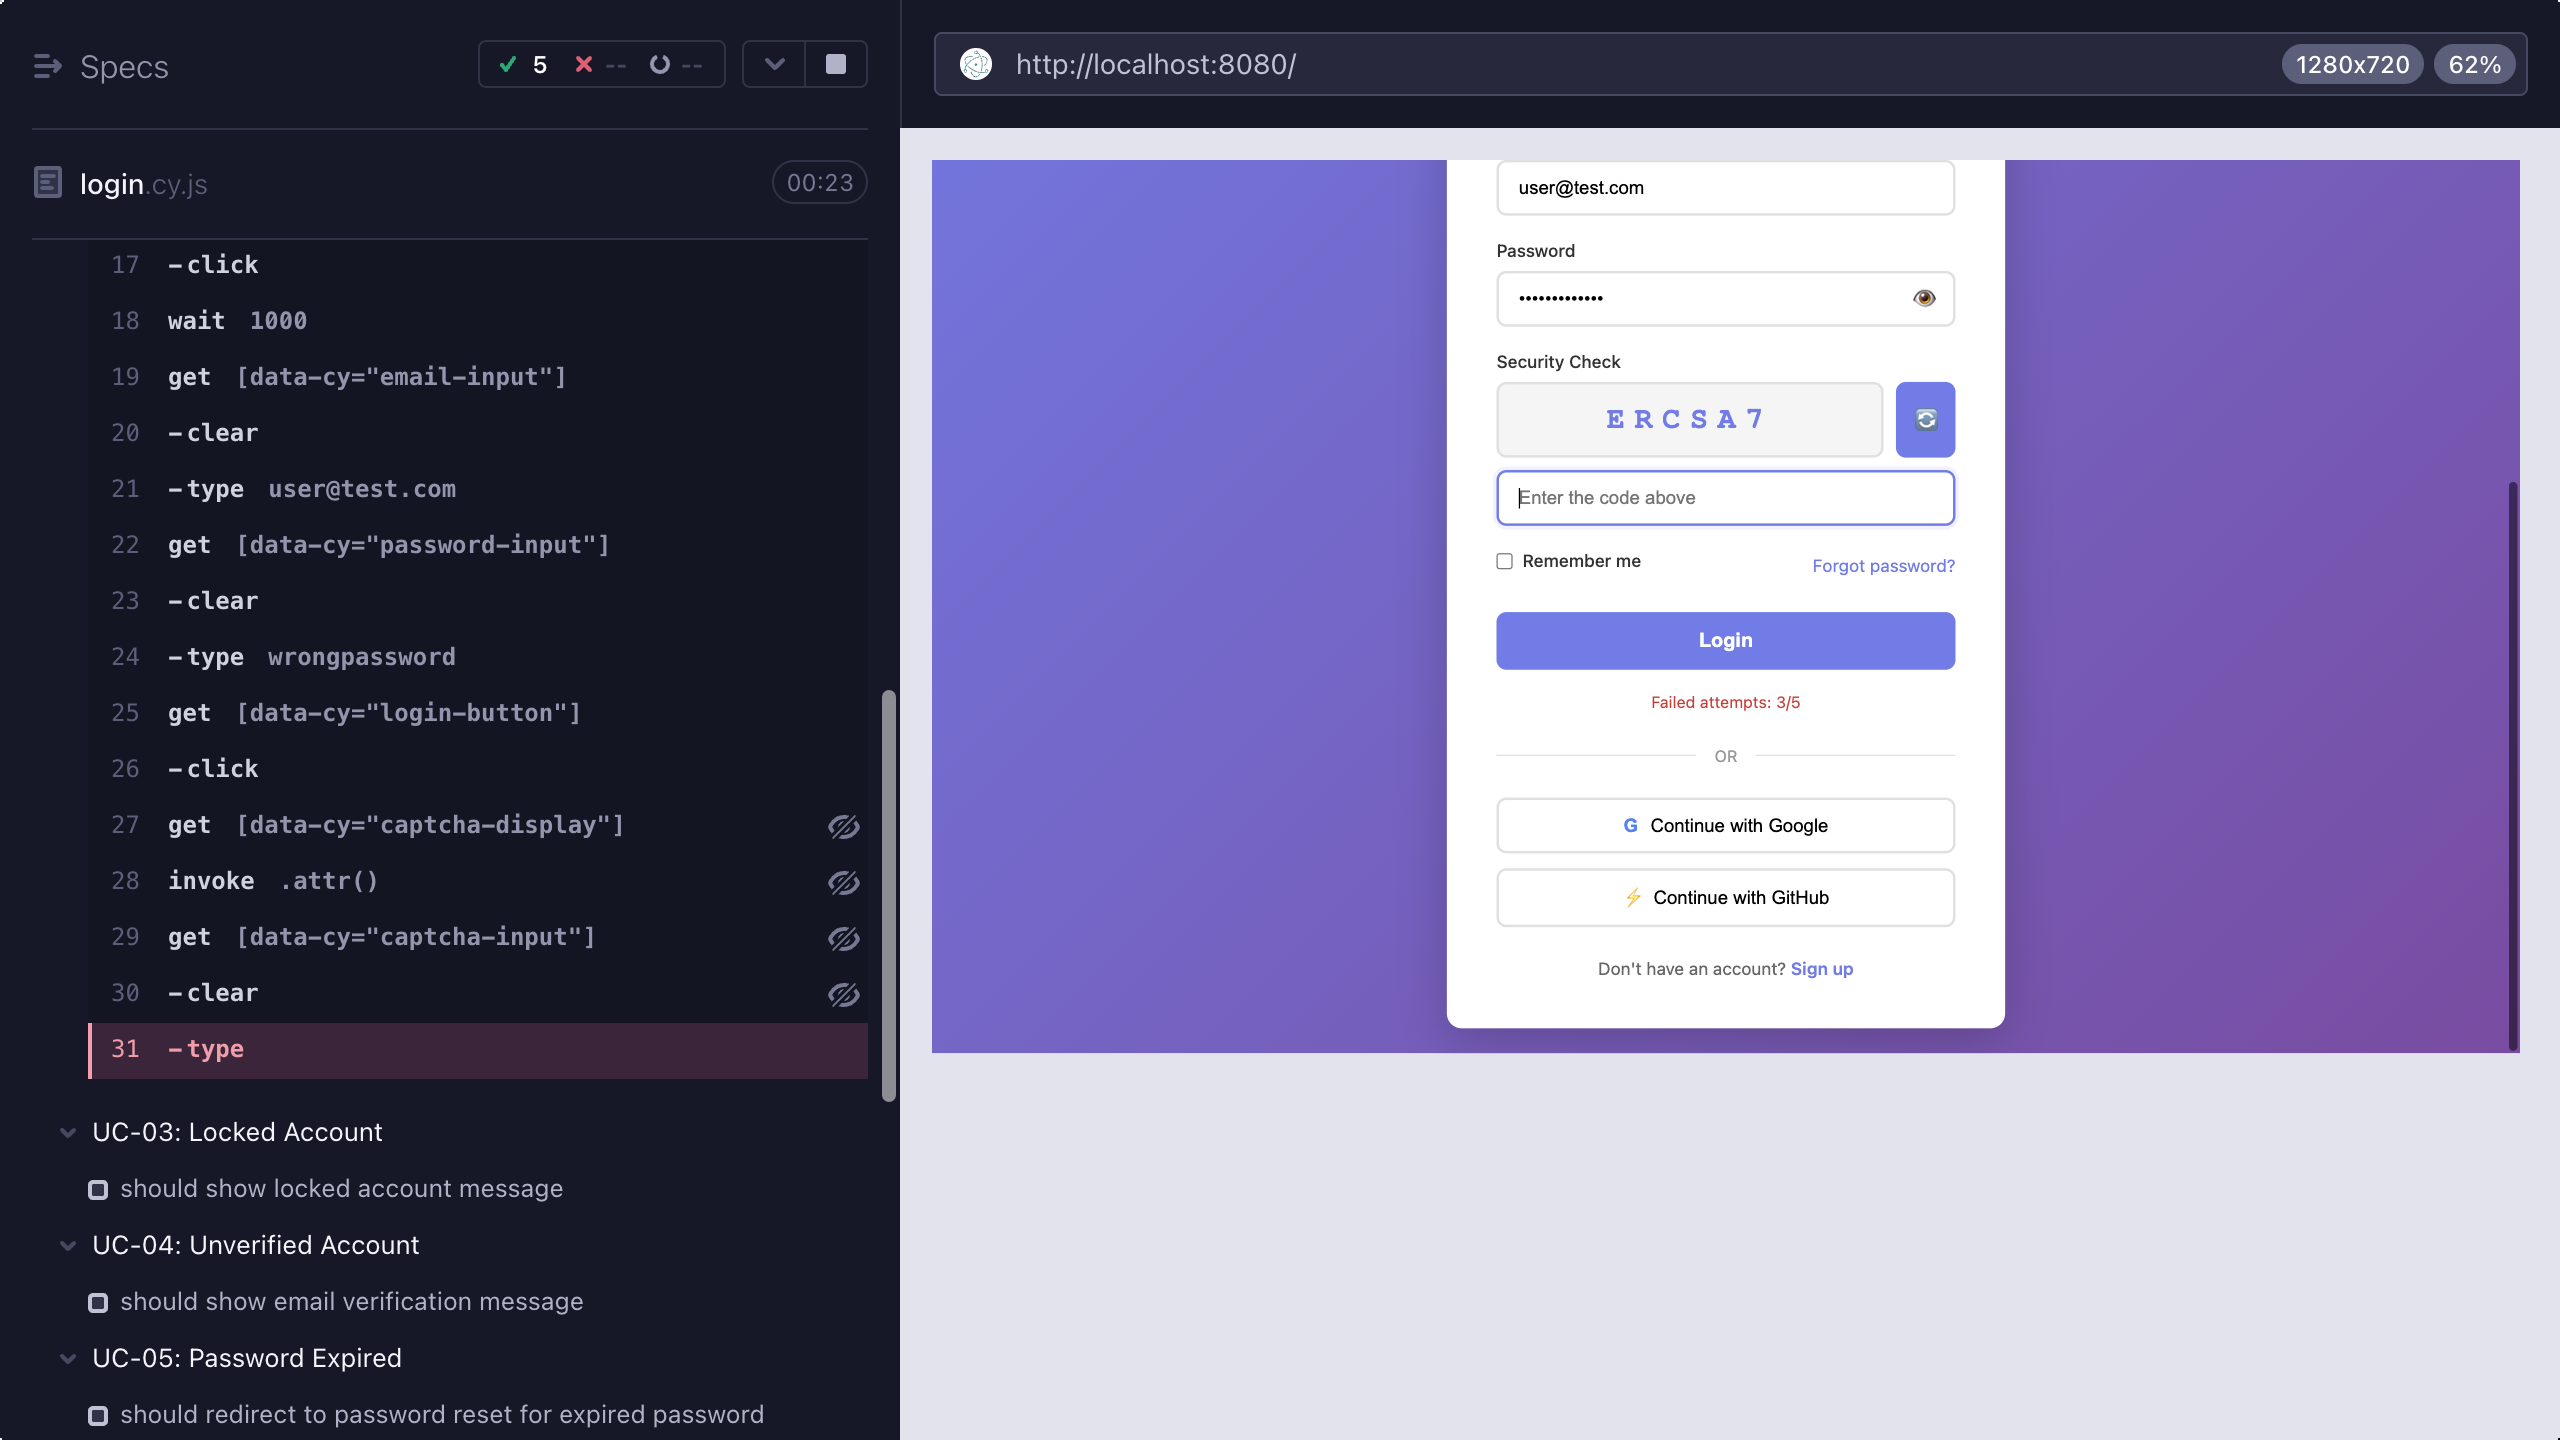 Specs
5 -- --
http://localhost:8080/
1280x720
62%
login.cy.js
00:23
17 -click
18 wait 1000
19 get [data-cy="email-input"]
20 -clear
21 -type user@test.com
22 get [data-cy="password-input"]
23 -clear
24 -type wrongpassword
25 get [data-cy="login-button"]
26 -click
27 get [data-cy="captcha-display"]
28 invoke .attr()
29 get [data-cy="captcha-input"]
30 -clear
31 -type
UC-03: Locked Account
should show locked account message
UC-04: Unverified Account
should show email verification message
UC-05: Password Expired
should redirect to password reset for expired password
user@test.com
Password
•••••••••••••
Security Check
ERCSA7
Enter the code above
Remember me
Forgot password?
Login
Failed attempts: 3/5
OR
G Continue with Google
Continue with GitHub
Don't have an account? Sign up